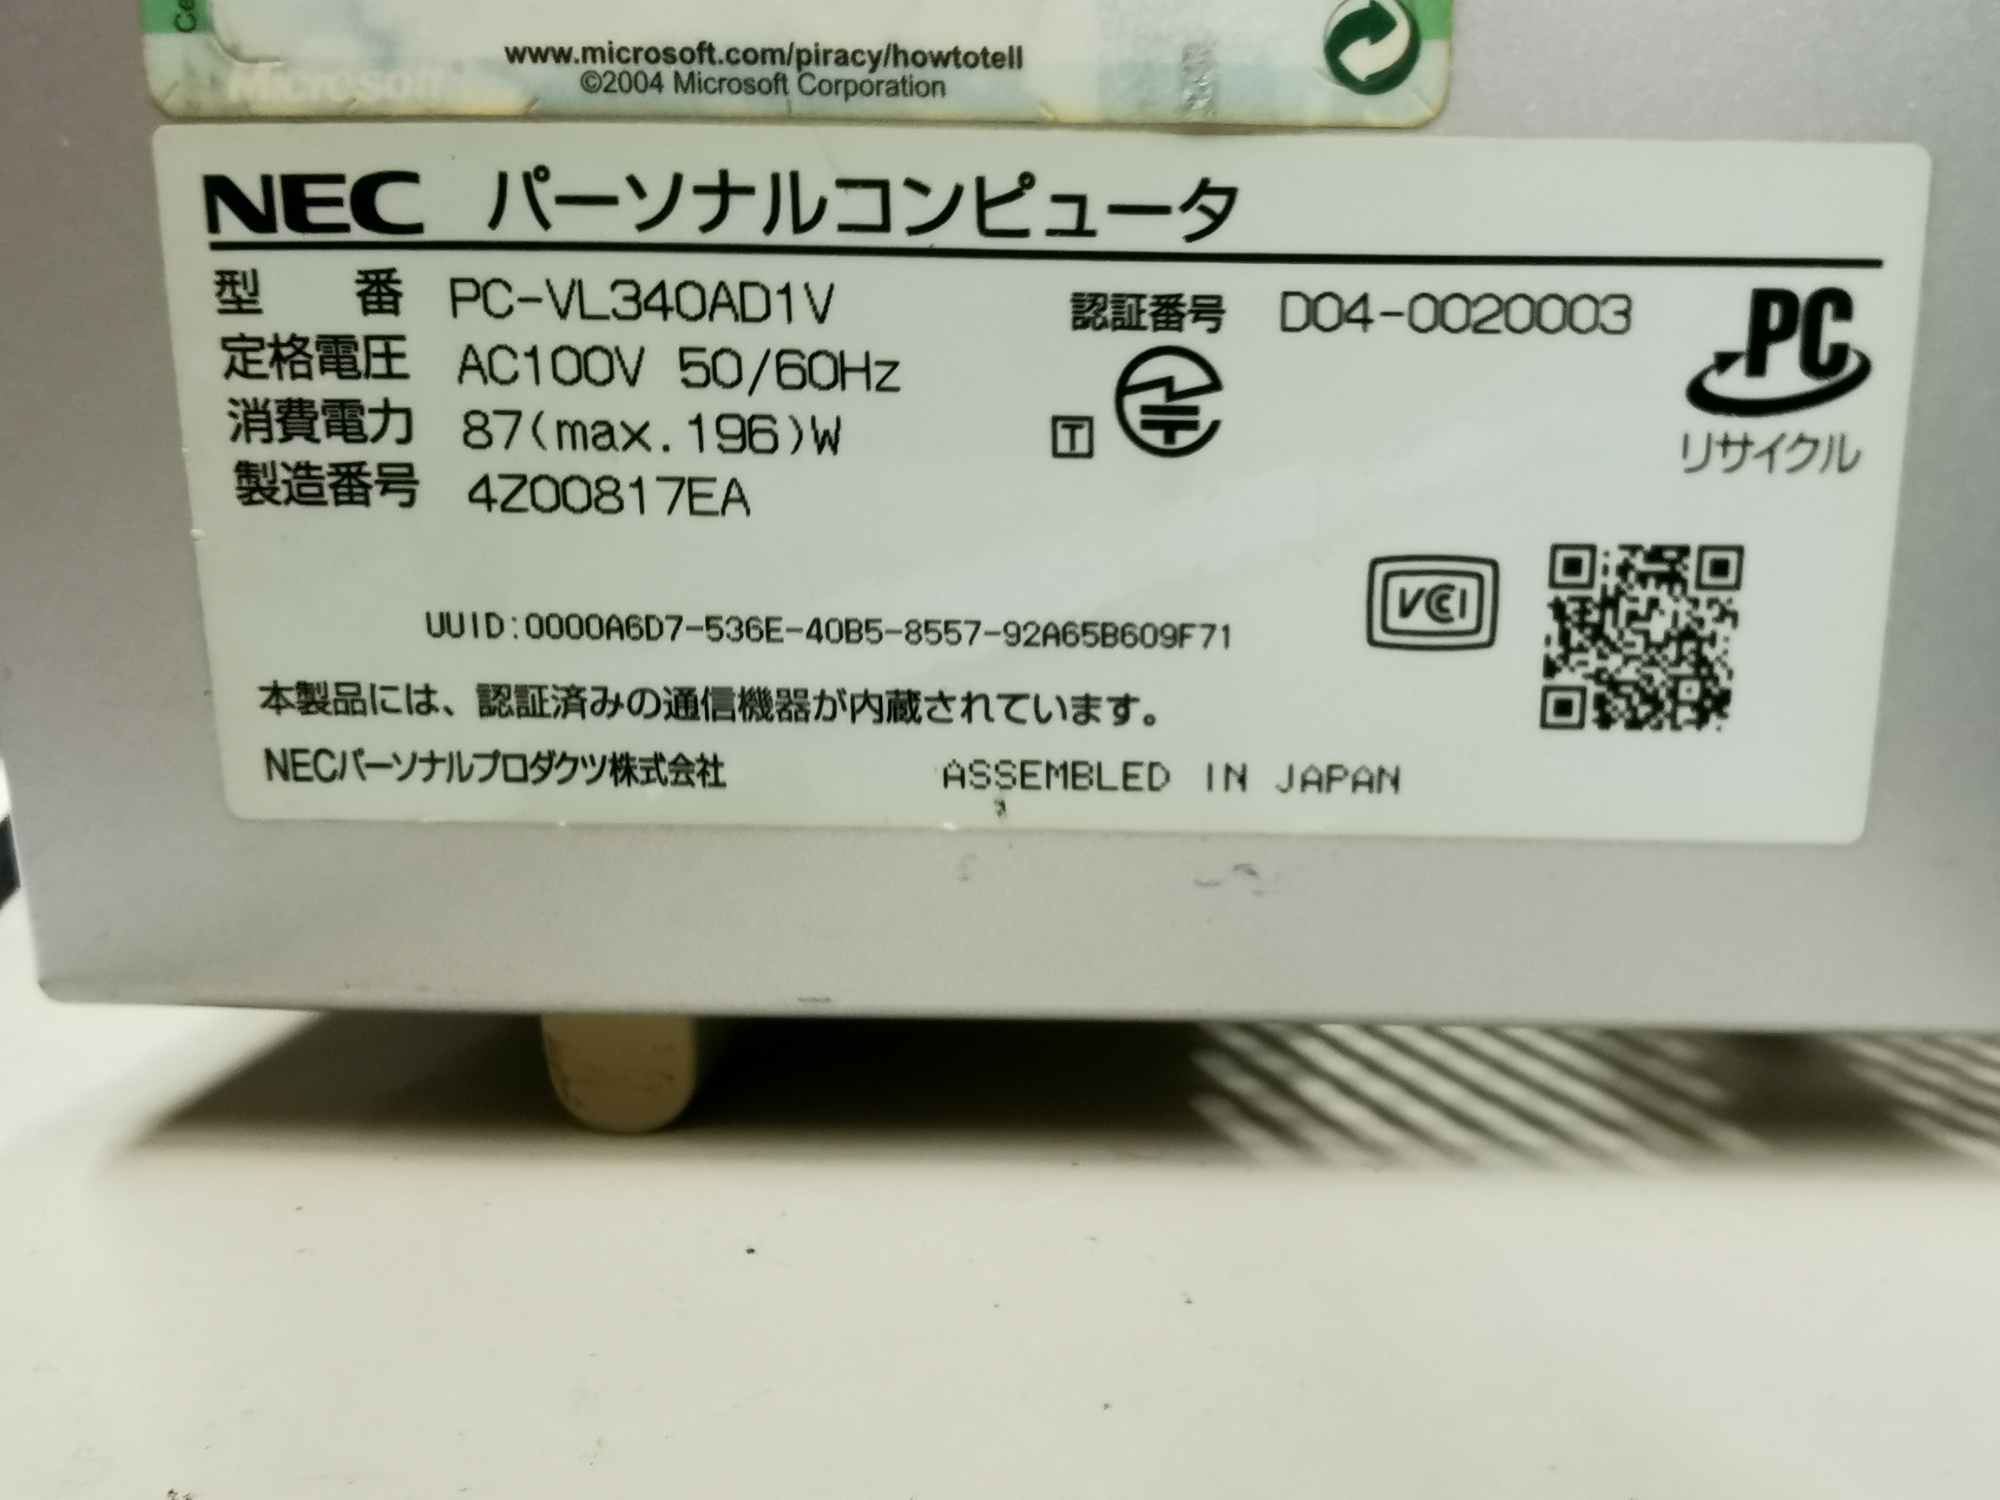 Ce
www.microsoft.com/piracy/howtotell
Microsoft
©2004 Microsoft Corporation
NEC パーソナルコンピュータ
型 番 PC-VL340AD1V
認証番号 D04-0020003
定格電圧 AC100V 50/60Hz
消費電力 87(max.196)W
製造番号 4Z00817EA
T
PC
リサイクル
VCCI
UUID:0000A6D7-536E-40B5-8557-92A65B609F71
本製品には、認証済みの通信機器が内蔵されています。
NECパーソナルプロダクツ株式会社 ASSEMBLED IN JAPAN